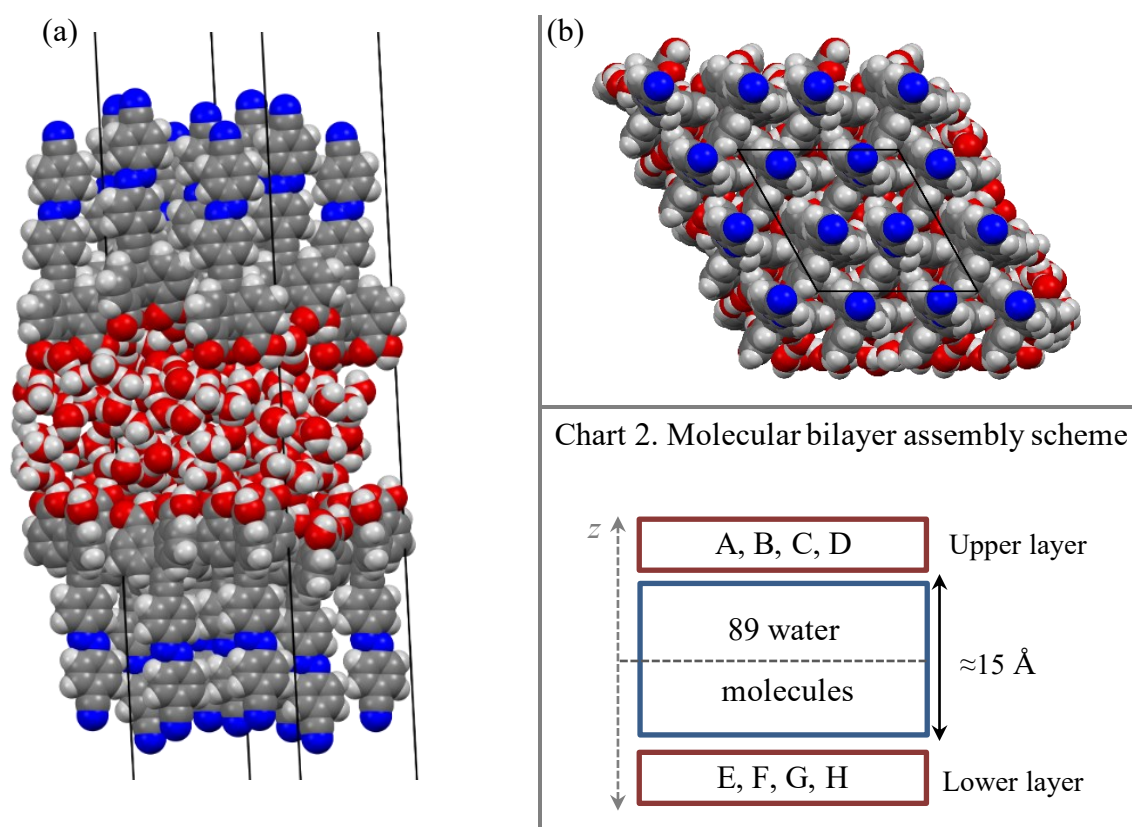 (a)
(b)
Chart 2. Molecular bilayer assembly scheme
z
A, B, C, D
Upper layer
89 water
molecules
≈15 Å
E, F, G, H
Lower layer